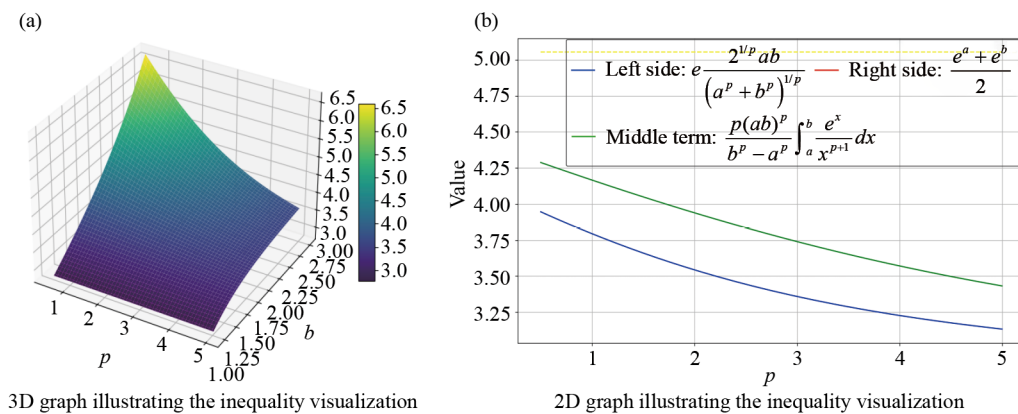 (a)
6.5
6.0
5.5
5.0
4.5
4.0
3.5
3.0
3.00
2.75
2.50
2.25
2.00
1.75
1.50
1.25
1.00
b
1 2 3 4 5
p
6.5
6.0
5.5
5.0
4.5
4.0
3.5
3.0
3D graph illustrating the inequality visualization
(b)
Left side: e 2^{1/p}ab / (a^p + b^p)^{1/p} Right side: (e^a + e^b) / 2
Middle term: p(ab)^p / (b^p − a^p) ∫_a^b e^x / x^{p+1} dx
Value
5.00
4.75
4.50
4.25
4.00
3.75
3.50
3.25
1 2 3 4 5
p
2D graph illustrating the inequality visualization